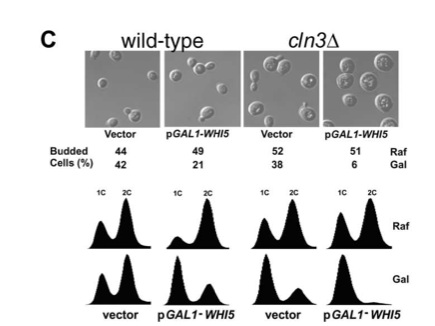 C
wild-type cln3Δ
Vector pGAL1-WHI5 Vector pGAL1-WHI5
Budded 44 49 52 51 Raf
Cells (%) 42 21 38 6 Gal
1C 2C 1C 2C 1C 2C 1C 2C
Raf
Gal
vector pGAL1-WHI5 vector pGAL1-WHI5